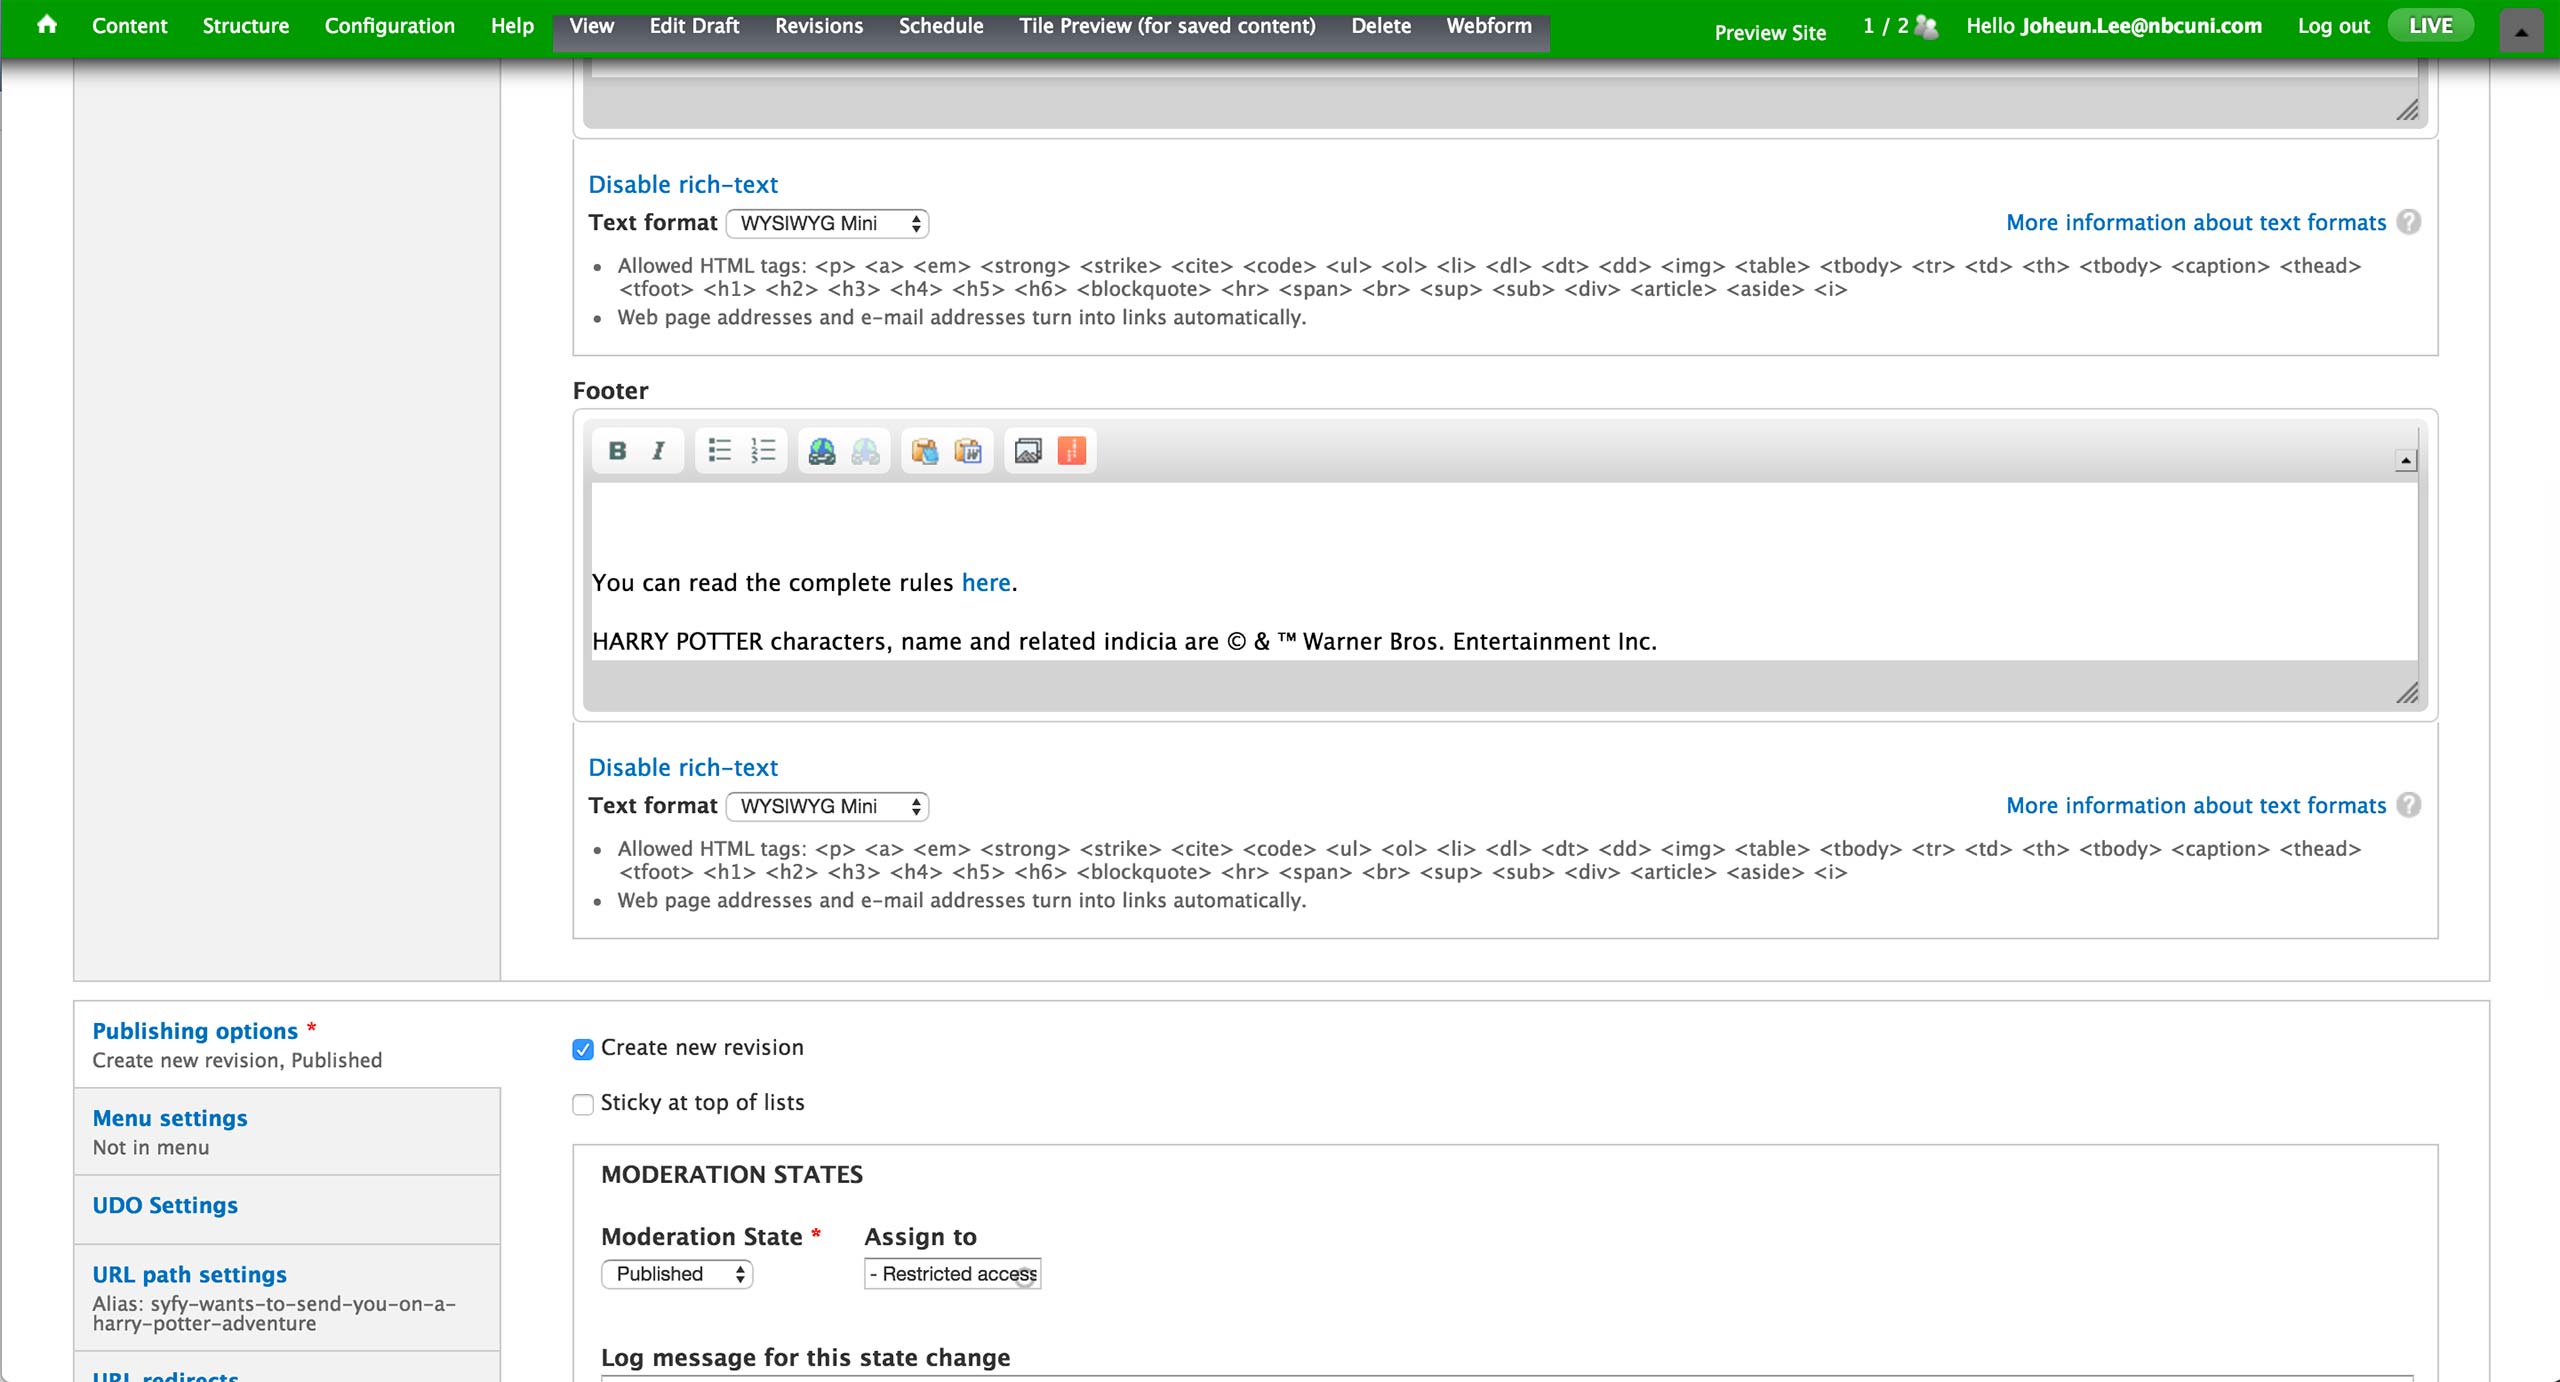 Content Structure Configuration Help View Edit Draft Revisions Schedule Tile Preview (for saved content) Delete Webform Preview Site 1 / 2 Hello Joheun.Lee@nbcuni.com Log out LIVE
Disable rich-text
Text format WYSIWYG Mini More information about text formats ?
• Allowed HTML tags: <p> <a> <em> <strong> <strike> <cite> <code> <ul> <ol> <li> <dl> <dt> <dd> <img> <table> <tbody> <tr> <td> <th> <tbody> <caption> <thead>
<tfoot> <h1> <h2> <h3> <h4> <h5> <h6> <blockquote> <hr> <span> <br> <sup> <sub> <div> <article> <aside> <i>
• Web page addresses and e-mail addresses turn into links automatically.
Footer
B I
You can read the complete rules here.
HARRY POTTER characters, name and related indicia are © & ™ Warner Bros. Entertainment Inc.
Disable rich-text
Text format WYSIWYG Mini More information about text formats ?
• Allowed HTML tags: <p> <a> <em> <strong> <strike> <cite> <code> <ul> <ol> <li> <dl> <dt> <dd> <img> <table> <tbody> <tr> <td> <th> <tbody> <caption> <thead>
<tfoot> <h1> <h2> <h3> <h4> <h5> <h6> <blockquote> <hr> <span> <br> <sup> <sub> <div> <article> <aside> <i>
• Web page addresses and e-mail addresses turn into links automatically.
Publishing options *
Create new revision, Published
Menu settings
Not in menu
UDO Settings
URL path settings
Alias: syfy-wants-to-send-you-on-a-
harry-potter-adventure
URL redirects
Create new revision
Sticky at top of lists
MODERATION STATES
Moderation State * Assign to
Published - Restricted access
Log message for this state change